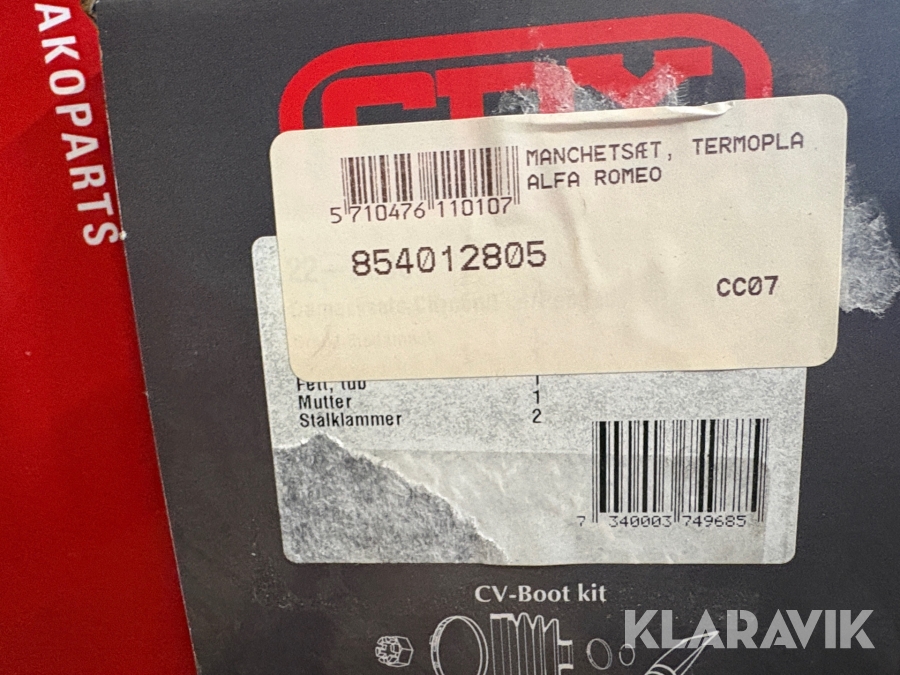 AKOPARTS
MANCHETSÆT, TERMOPLA
ALFA ROMEO
5 710476 110107
854012805
CC07
Fett, tub 1
Mutter 1
Stålklammer 2
7 340003 749685
CV-Boot kit
KLARAVIK